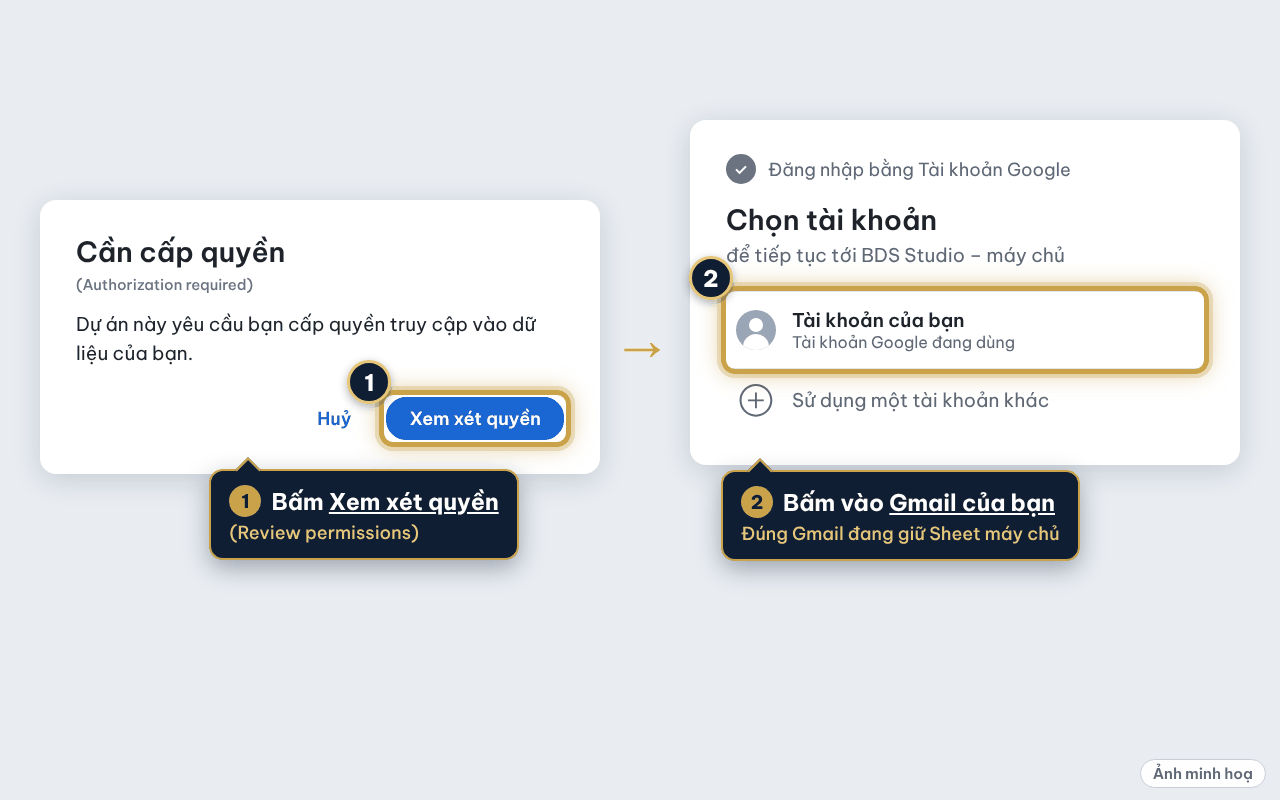 Cần cấp quyền
(Authorization required)
Dự án này yêu cầu bạn cấp quyền truy cập vào dữ
liệu của bạn.
1
Huỷ
Xem xét quyền
1 Bấm Xem xét quyền
(Review permissions)
→
Đăng nhập bằng Tài khoản Google
Chọn tài khoản
để tiếp tục tới BDS Studio – máy chủ
2
Tài khoản của bạn
Tài khoản Google đang dùng
Sử dụng một tài khoản khác
2 Bấm vào Gmail của bạn
Đúng Gmail đang giữ Sheet máy chủ
Ảnh minh hoạ